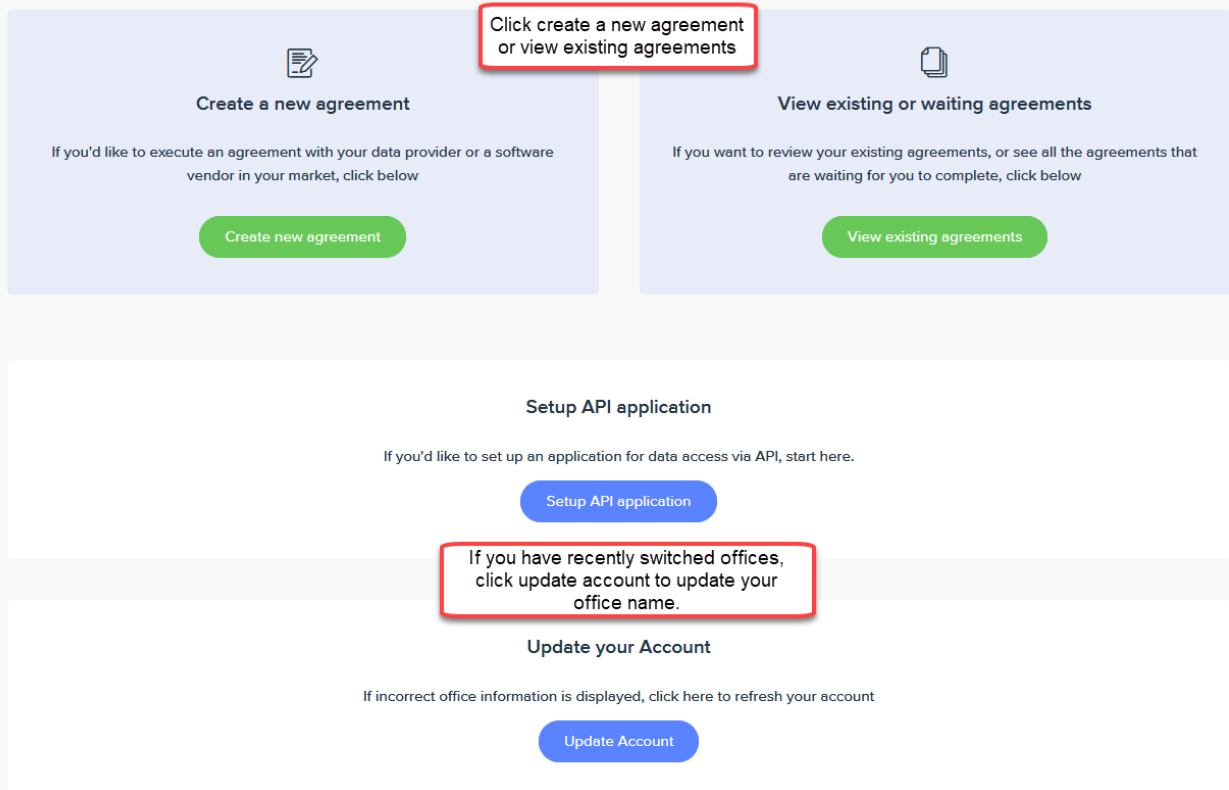 Click create a new agreement
or view existing agreements
Create a new agreement
If you'd like to execute an agreement with your data provider or a software
vendor in your market, click below
Create new agreement
View existing or waiting agreements
If you want to review your existing agreements, or see all the agreements that
are waiting for you to complete, click below
View existing agreements
Setup API application
If you'd like to set up an application for data access via API, start here.
Setup API application
If you have recently switched offices,
click update account to update your
office name.
Update your Account
If incorrect office information is displayed, click here to refresh your account
Update Account